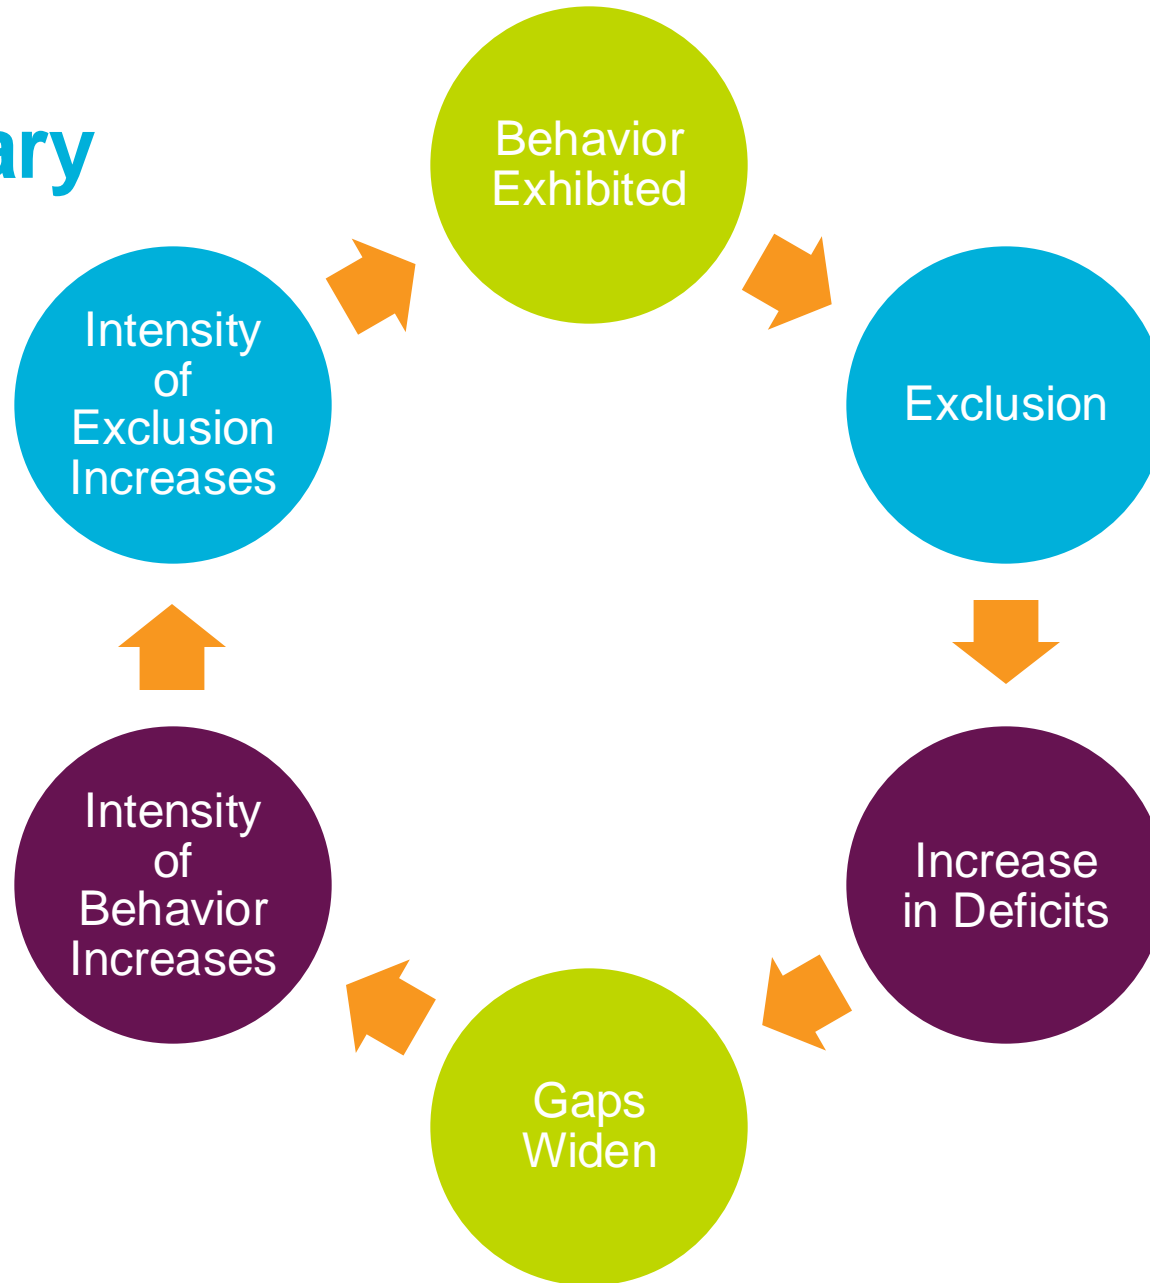 ary
Behavior
Exhibited
Exclusion
Increase
in Deficits
Gaps
Widen
Intensity
of
Behavior
Increases
Intensity
of
Exclusion
Increases